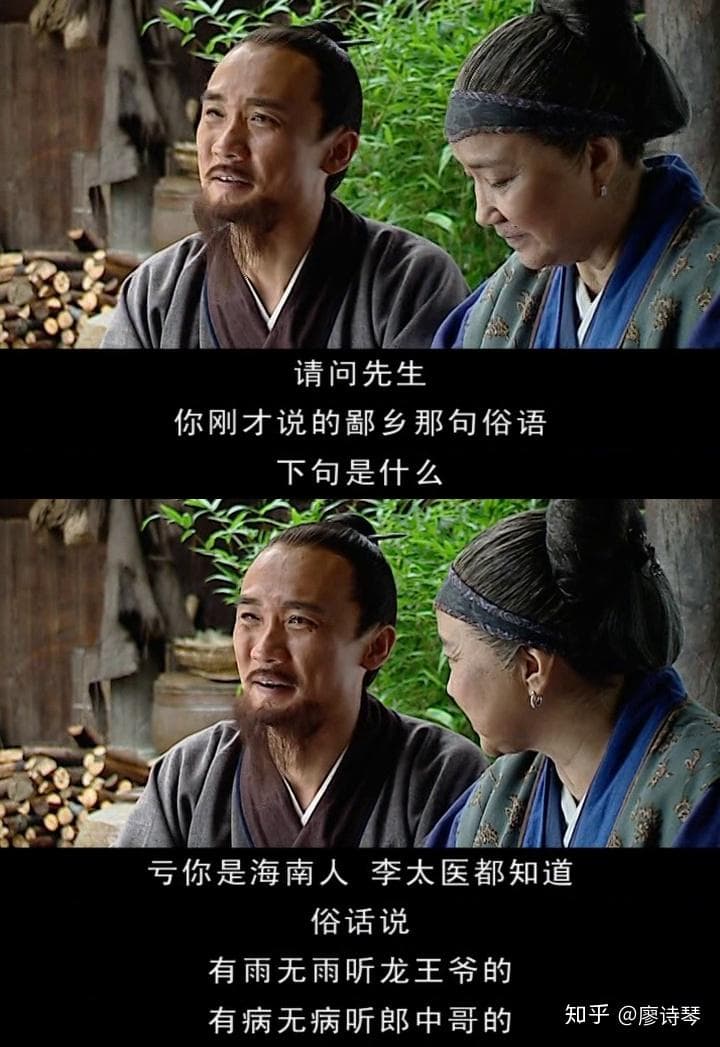 请问先生
你刚才说的鄙乡那句俗语
下句是什么
亏你是海南人 李太医都知道
俗话说
有雨无雨听龙王爷的
有病无病听郎中哥的
知乎 @廖诗琴